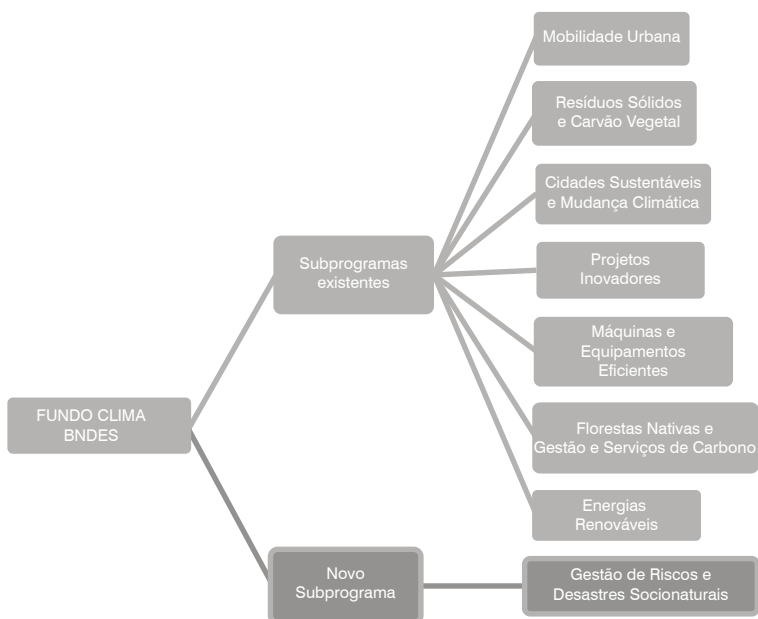 Mobilidade Urbana
Resíduos Sólidos
e Carvão Vegetal
Cidades Sustentáveis
e Mudança Climática
Subprogramas
existentes
Projetos
Inovadores
Máquinas e
Equipamentos
Eficientes
FUNDO CLIMA
BNDES
Florestas Nativas e
Gestão e Serviços de Carbono
Energias
Renováveis
Novo
Subprograma
Gestão de Riscos e
Desastres Socionaturais